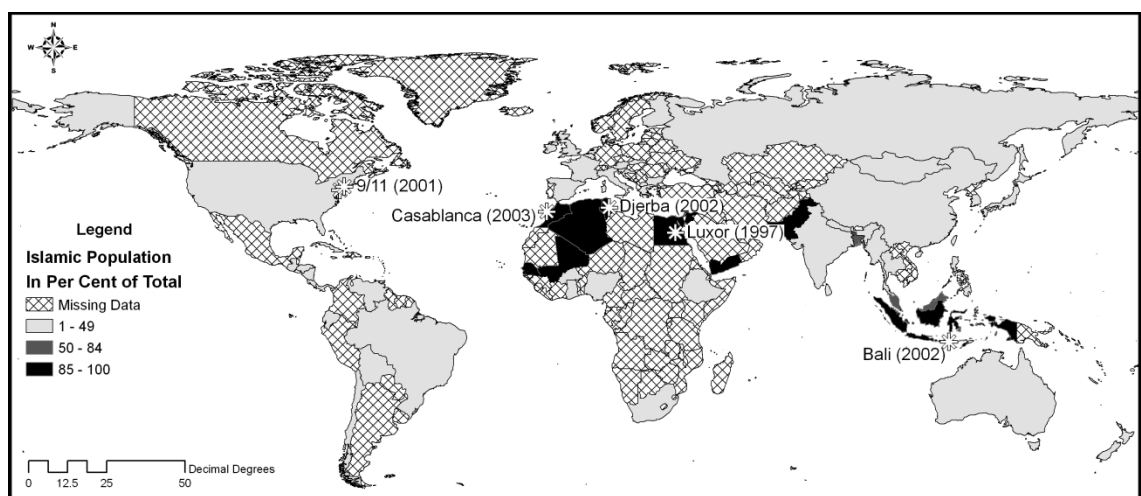 N
W E
S
9/11 (2001)
Casablanca (2003)
Djerba (2002)
Luxor (1997)
Bali (2002)
Legend
Islamic Population
In Per Cent of Total
Missing Data
1 - 49
50 - 84
85 - 100
Decimal Degrees
0 12.5 25 50